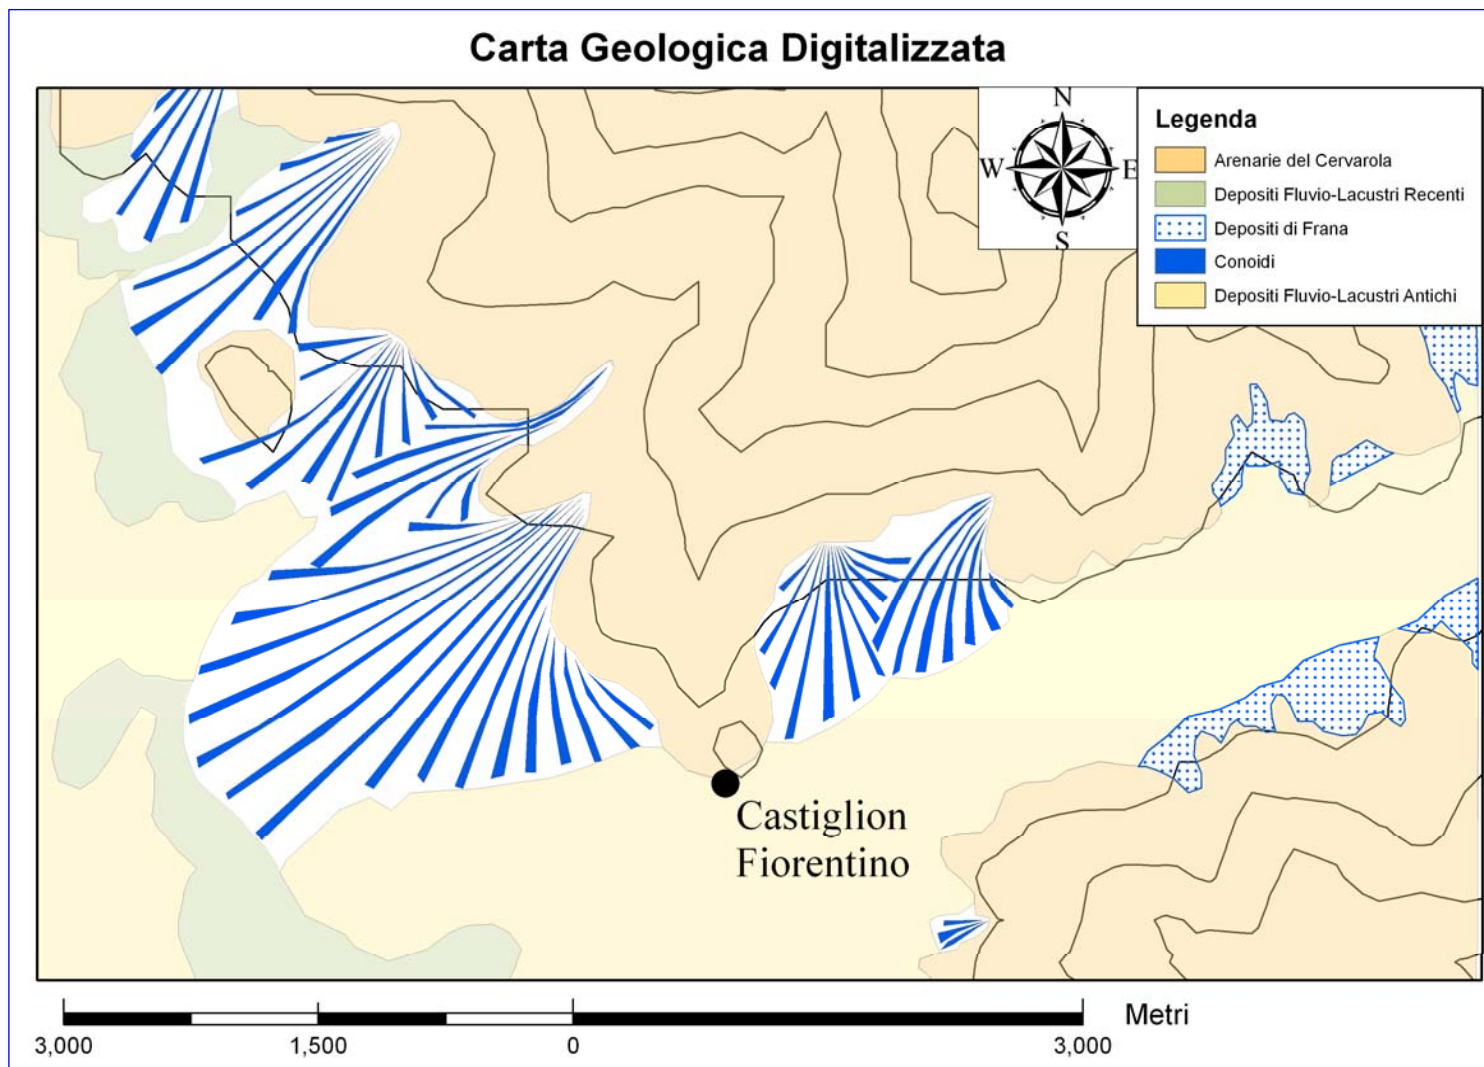 Carta Geologica Digitalizzata
N
W E
S
Legenda
Arenarie del Cervarola
Depositi Fluvio-Lacustri Recenti
Depositi di Frana
Conoidi
Depositi Fluvio-Lacustri Antichi
Castiglion
Fiorentino
Metri
3,000 1,500 0 3,000